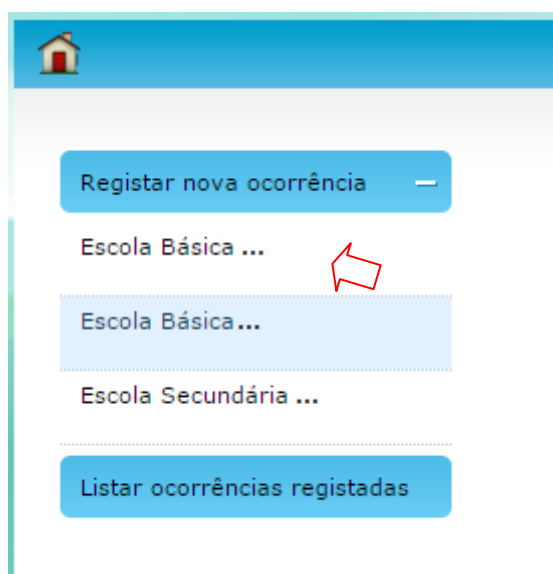 Registar nova ocorrência
Escola Básica ...
Escola Básica...
Escola Secundária ...
Listar ocorrências registadas